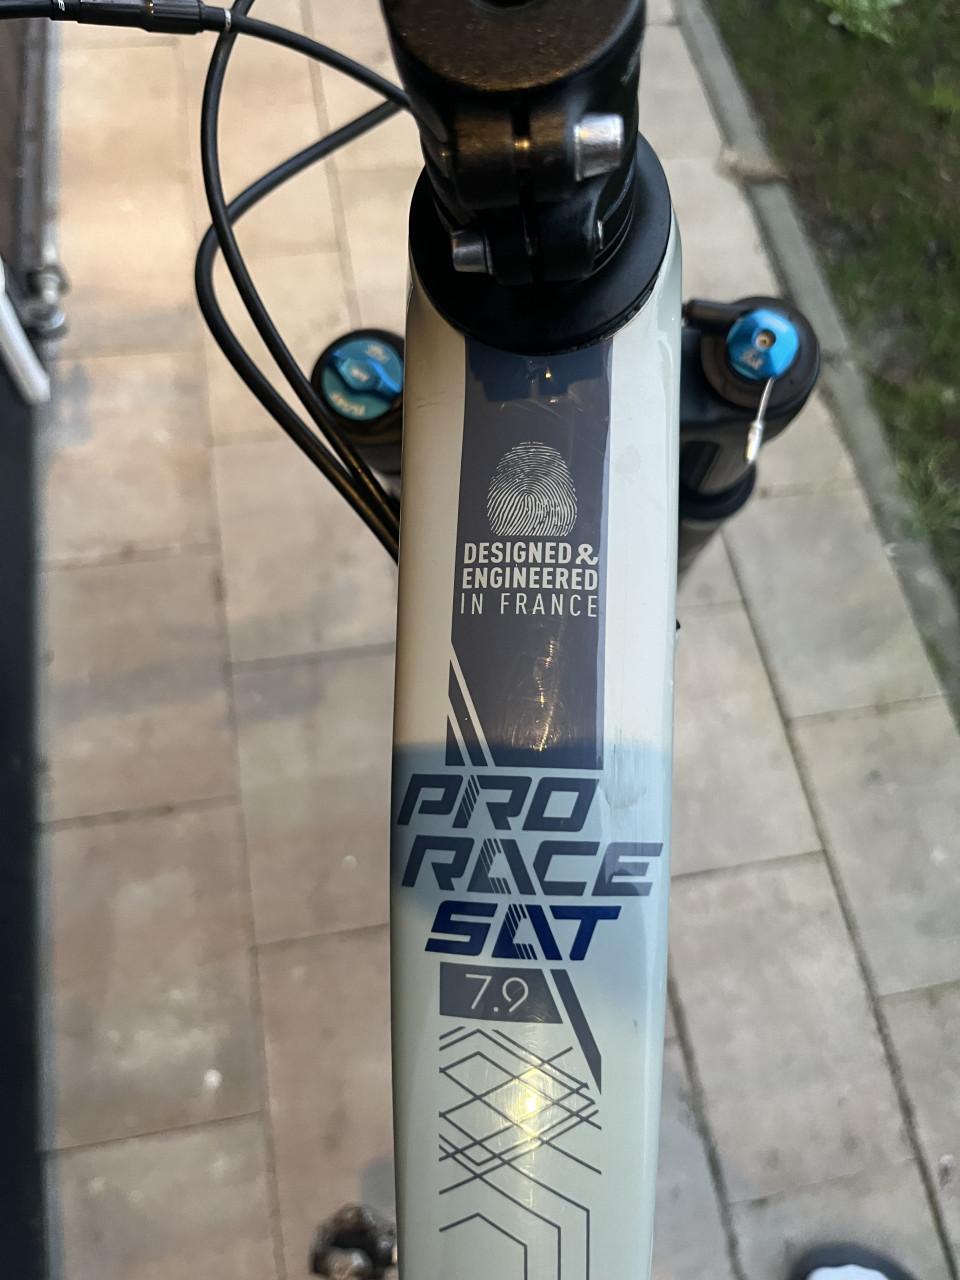 DESIGNED &
ENGINEERED
IN FRANCE
PRO
RACE
SAT
7.9